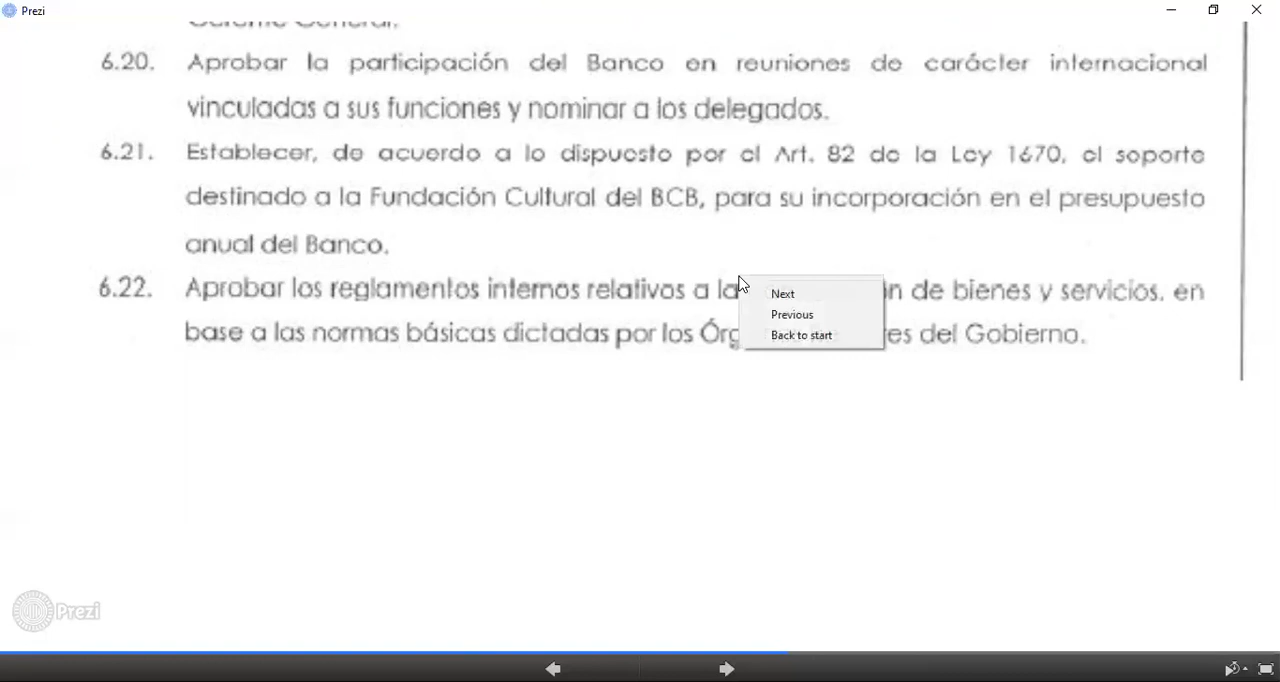 Prezi
Gerente General.
6.20. Aprobar la participación del Banco en reuniones de carácter internacional
vinculadas a sus funciones y nominar a los delegados.
6.21. Establecer, de acuerdo a lo dispuesto por el Art. 82 de la Ley 1670, el soporte
destinado a la Fundación Cultural del BCB, para su incorporación en el presupuesto
anual del Banco.
6.22. Aprobar los reglamentos internos relativos a la de bienes y servicios, en
base a las normas básicas dictadas por los del Gobierno.
Next
Previous
Back to start
Prezi